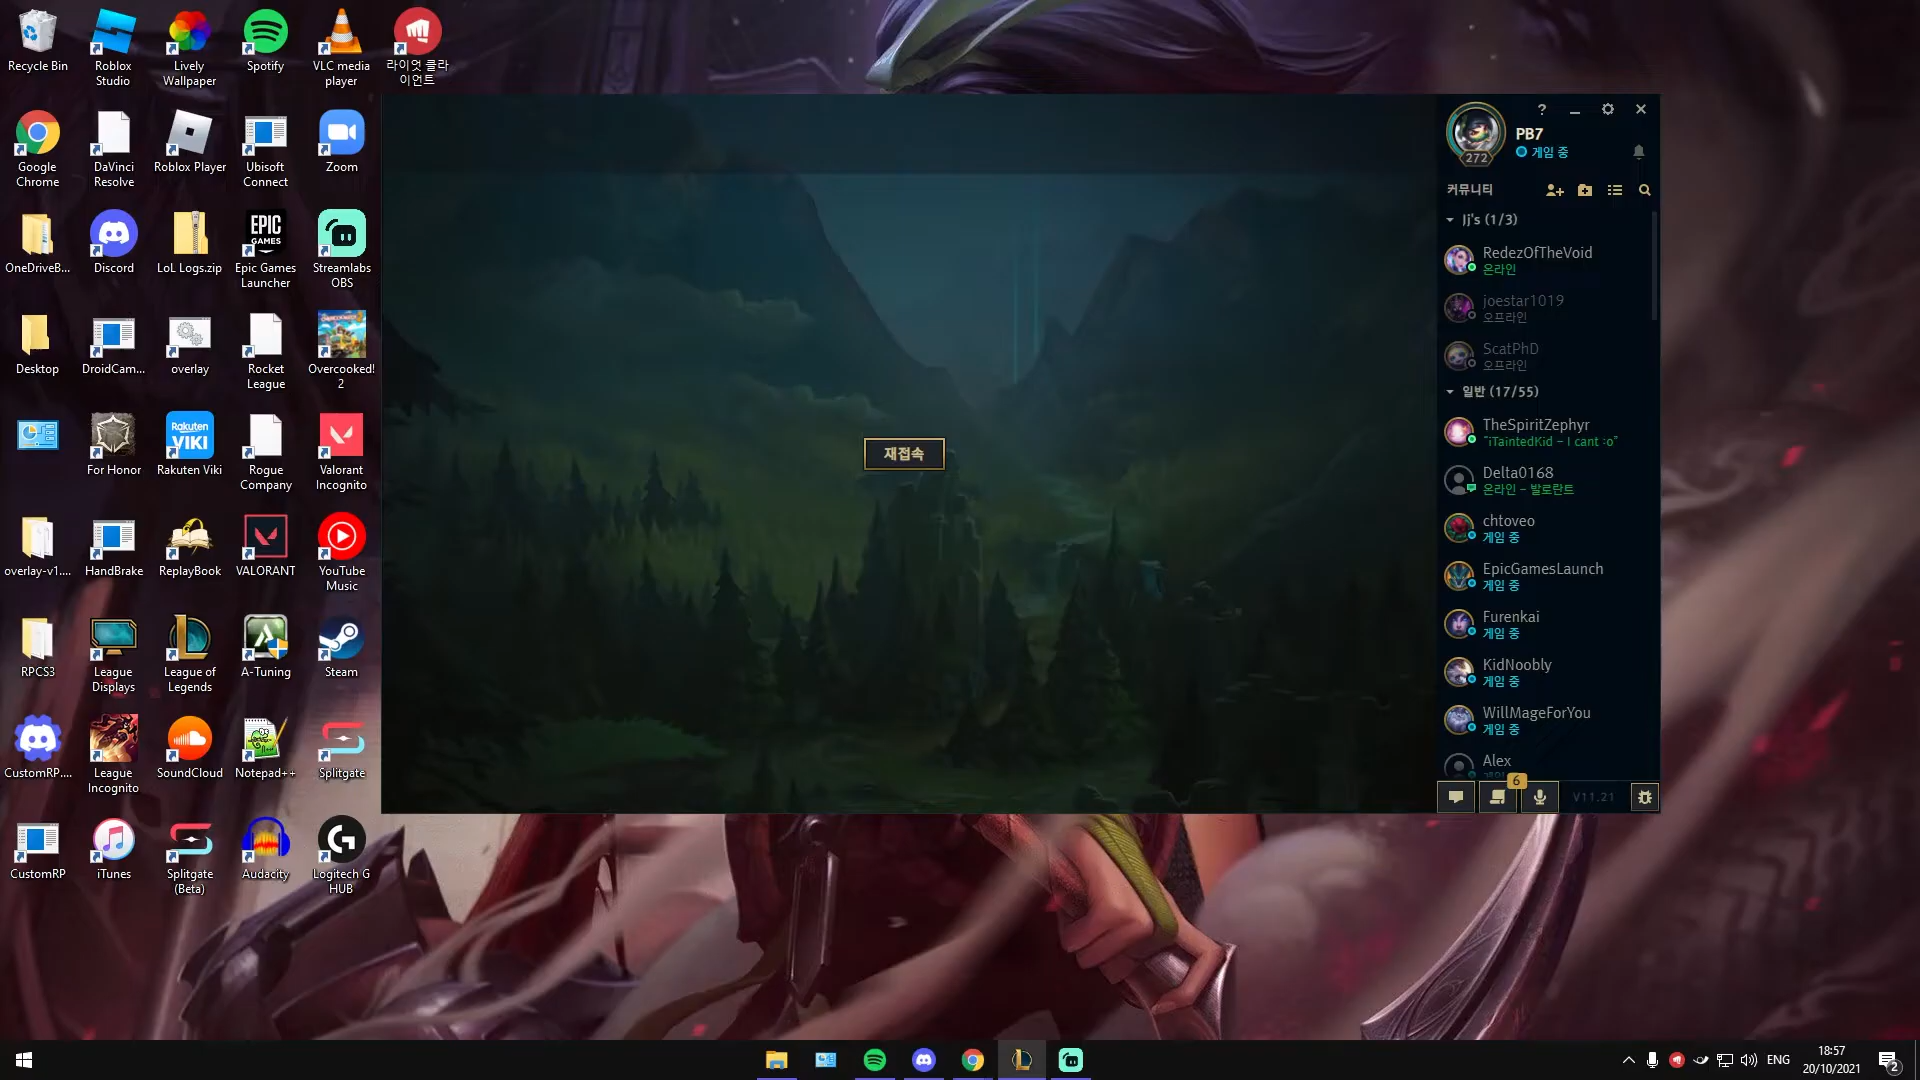 Recycle Bin
Roblox
Studio
Lively
Wallpaper
Spotify
VLC media
player
라이엇 클라
이언트
Google
Chrome
DaVinci
Resolve
Roblox Player
Ubisoft
Connect
Zoom
OneDriveB...
Discord
LoL Logs.zip
EPIC
GAMES
Epic Games
Launcher
Streamlabs
OBS
Desktop
DroidCam...
overlay
Rocket
League
Overcooked!
2
For Honor
Rakuten
VIKI
Rakuten Viki
Rogue
Company
Valorant
Incognito
overlay-v1....
HandBrake
ReplayBook
VALORANT
YouTube
Music
RPCS3
League
Displays
League of
Legends
A-Tuning
Steam
CustomRP....
League
Incognito
SoundCloud
Notepad++
Splitgate
CustomRP
iTunes
Splitgate
(Beta)
Audacity
Logitech G
HUB
재접속
272
PB7
게임 중
커뮤니티
Jj's (1/3)
RedezOfTheVoid
온라인
joestar1019
오프라인
ScatPhD
오프라인
일반 (17/55)
TheSpiritZephyr
"iTaintedKid - I cant :o"
Delta0168
온라인 - 발로란트
chtoveo
게임 중
EpicGamesLaunch
게임 중
Furenkai
게임 중
KidNoobly
게임 중
WillMageForYou
게임 중
Alex
6
V11.21
ENG
18:57
20/10/2021
2